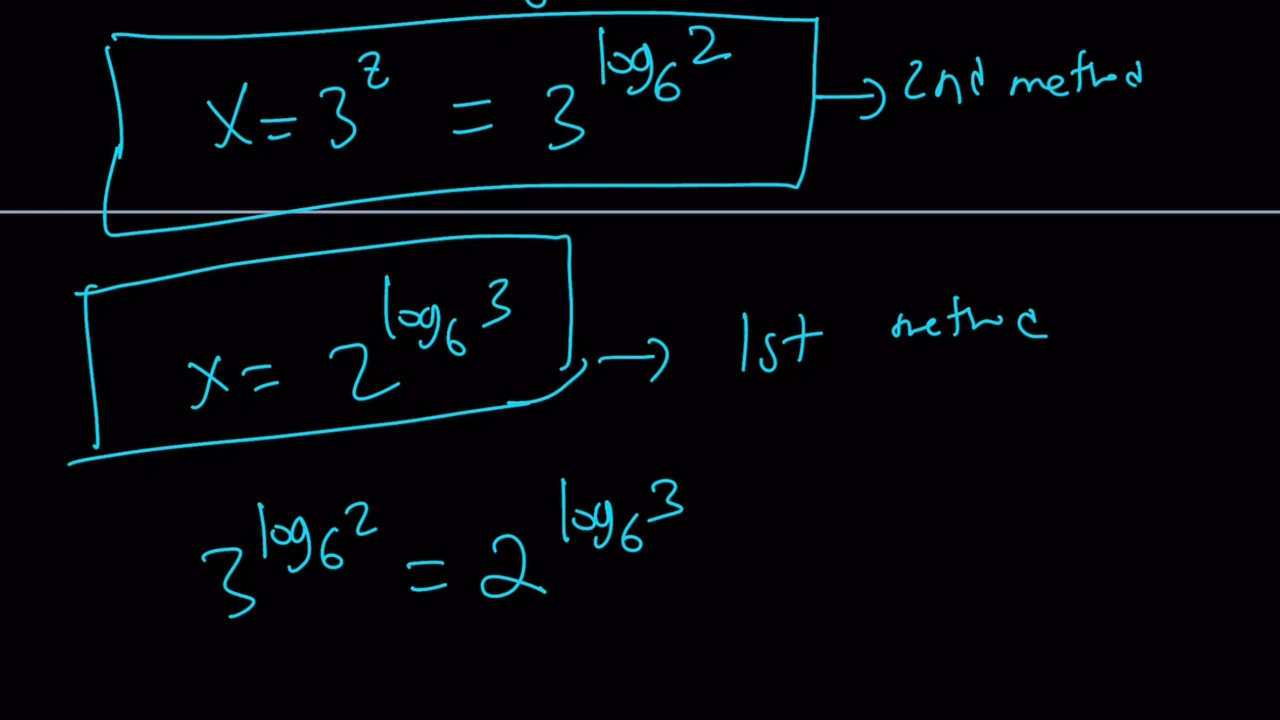 x = 3^z = 3^{log_6 2} → 2nd method
x = 2^{log_6 3} → 1st method
3^{log_6 2} = 2^{log_6 3}